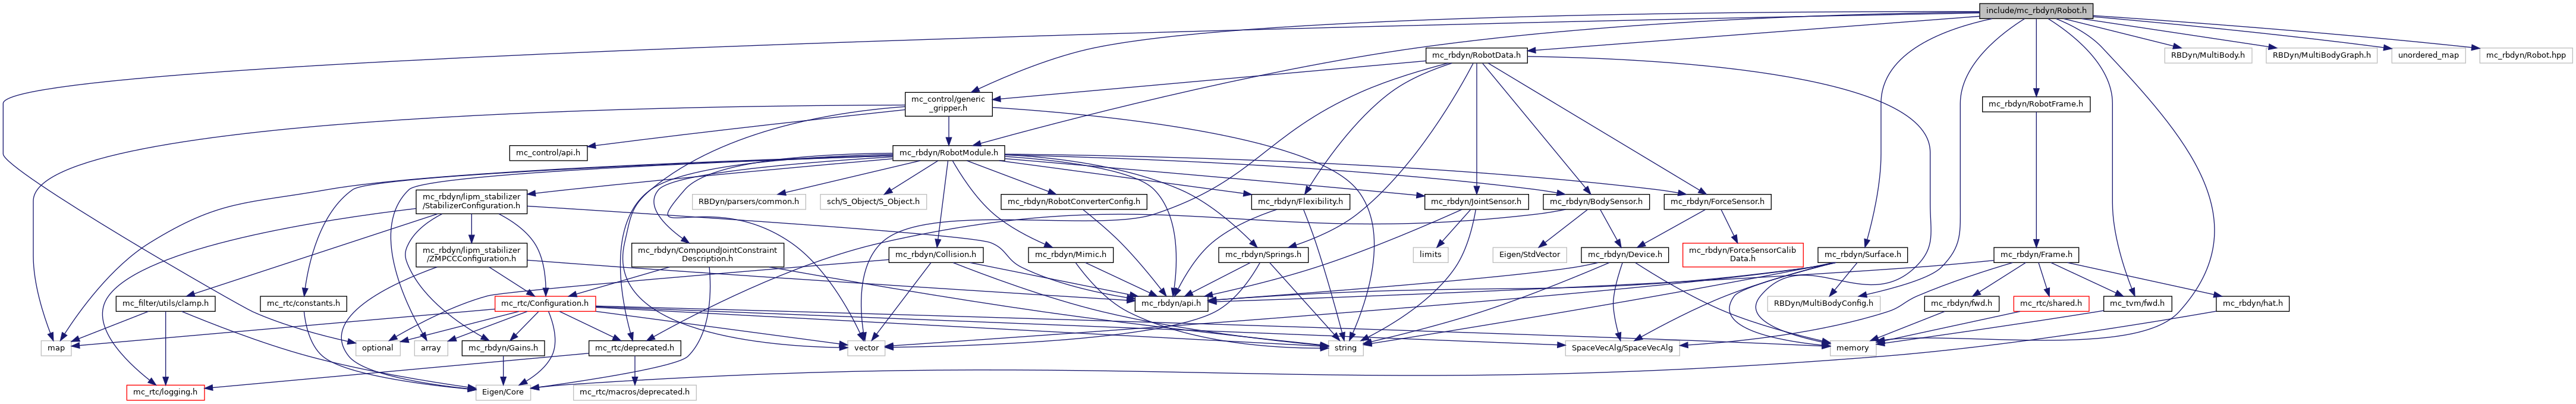 include/mc_rbdyn/Robot.h
mc_rbdyn/RobotData.h
RBDyn/MultiBody.h
RBDyn/MultiBodyGraph.h
unordered_map
mc_rbdyn/Robot.hpp
mc_control/generic
_gripper.h
mc_rbdyn/RobotFrame.h
mc_control/api.h
mc_rbdyn/RobotModule.h
mc_rbdyn/lipm_stabilizer
/StabilizerConfiguration.h
RBDyn/parsers/common.h
sch/S_Object/S_Object.h
mc_rbdyn/RobotConverterConfig.h
mc_rbdyn/Flexibility.h
mc_rbdyn/JointSensor.h
mc_rbdyn/BodySensor.h
mc_rbdyn/ForceSensor.h
mc_rbdyn/lipm_stabilizer
/ZMPCCConfiguration.h
mc_rbdyn/CompoundJointConstraint
Description.h
mc_rbdyn/Collision.h
mc_rbdyn/Mimic.h
mc_rbdyn/Springs.h
limits
Eigen/StdVector
mc_rbdyn/Device.h
mc_rbdyn/ForceSensorCalib
Data.h
mc_rbdyn/Surface.h
mc_rbdyn/Frame.h
mc_filter/utils/clamp.h
mc_rtc/constants.h
mc_rtc/Configuration.h
mc_rbdyn/api.h
RBDyn/MultiBodyConfig.h
mc_rbdyn/fwd.h
mc_rtc/shared.h
mc_tvm/fwd.h
mc_rbdyn/hat.h
map
optional
array
mc_rbdyn/Gains.h
mc_rtc/deprecated.h
vector
string
SpaceVecAlg/SpaceVecAlg
memory
mc_rtc/logging.h
Eigen/Core
mc_rtc/macros/deprecated.h